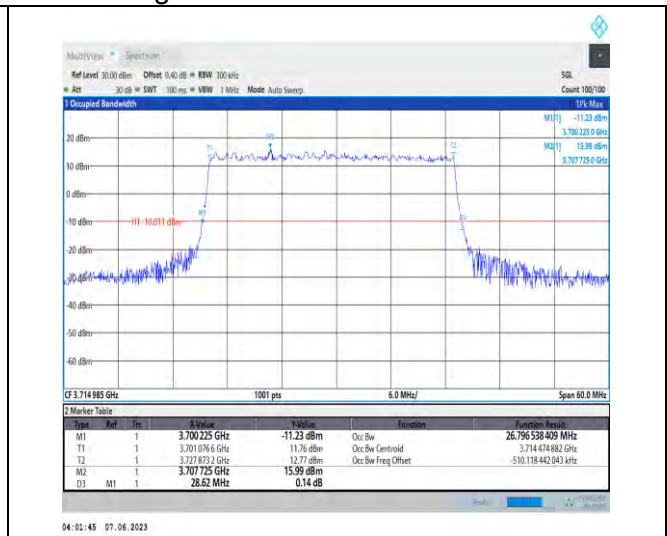 MultiView Spectrum
Ref Level 30.00 dBm Offset 9.40 dB RBW 300 kHz SGL
Att 30 dB SWT 100 ms VBW 1 MHz Mode Auto Sweep Count 100/100
1 Occupied Bandwidth 1Pk Max
M1[1] -11.23 dBm
3.700 225 0 GHz
M2[1] 15.99 dBm
3.707 725 0 GHz
20 dBm
T1 M2 T2
10 dBm
0 dBm
M1 D3
-10 dBm H1 -10.011 dBm
-20 dBm
-30 dBm
-40 dBm
-50 dBm
-60 dBm
CF 3.714 985 GHz 1001 pts 6.0 MHz/ Span 60.0 MHz
2 Marker Table
Type Ref Trc X-Value Y-Value Function Function Result
M1 1 3.700 225 GHz -11.23 dBm Occ Bw 26.796 538 409 MHz
T1 1 3.701 076 6 GHz 11.76 dBm Occ Bw Centroid 3.714 474 882 GHz
T2 1 3.727 873 2 GHz 12.77 dBm Occ Bw Freq Offset -510.118 442 043 kHz
M2 1 3.707 725 GHz 15.99 dBm
D3 M1 1 28.62 MHz 0.14 dB
04:01:45 07.06.2023